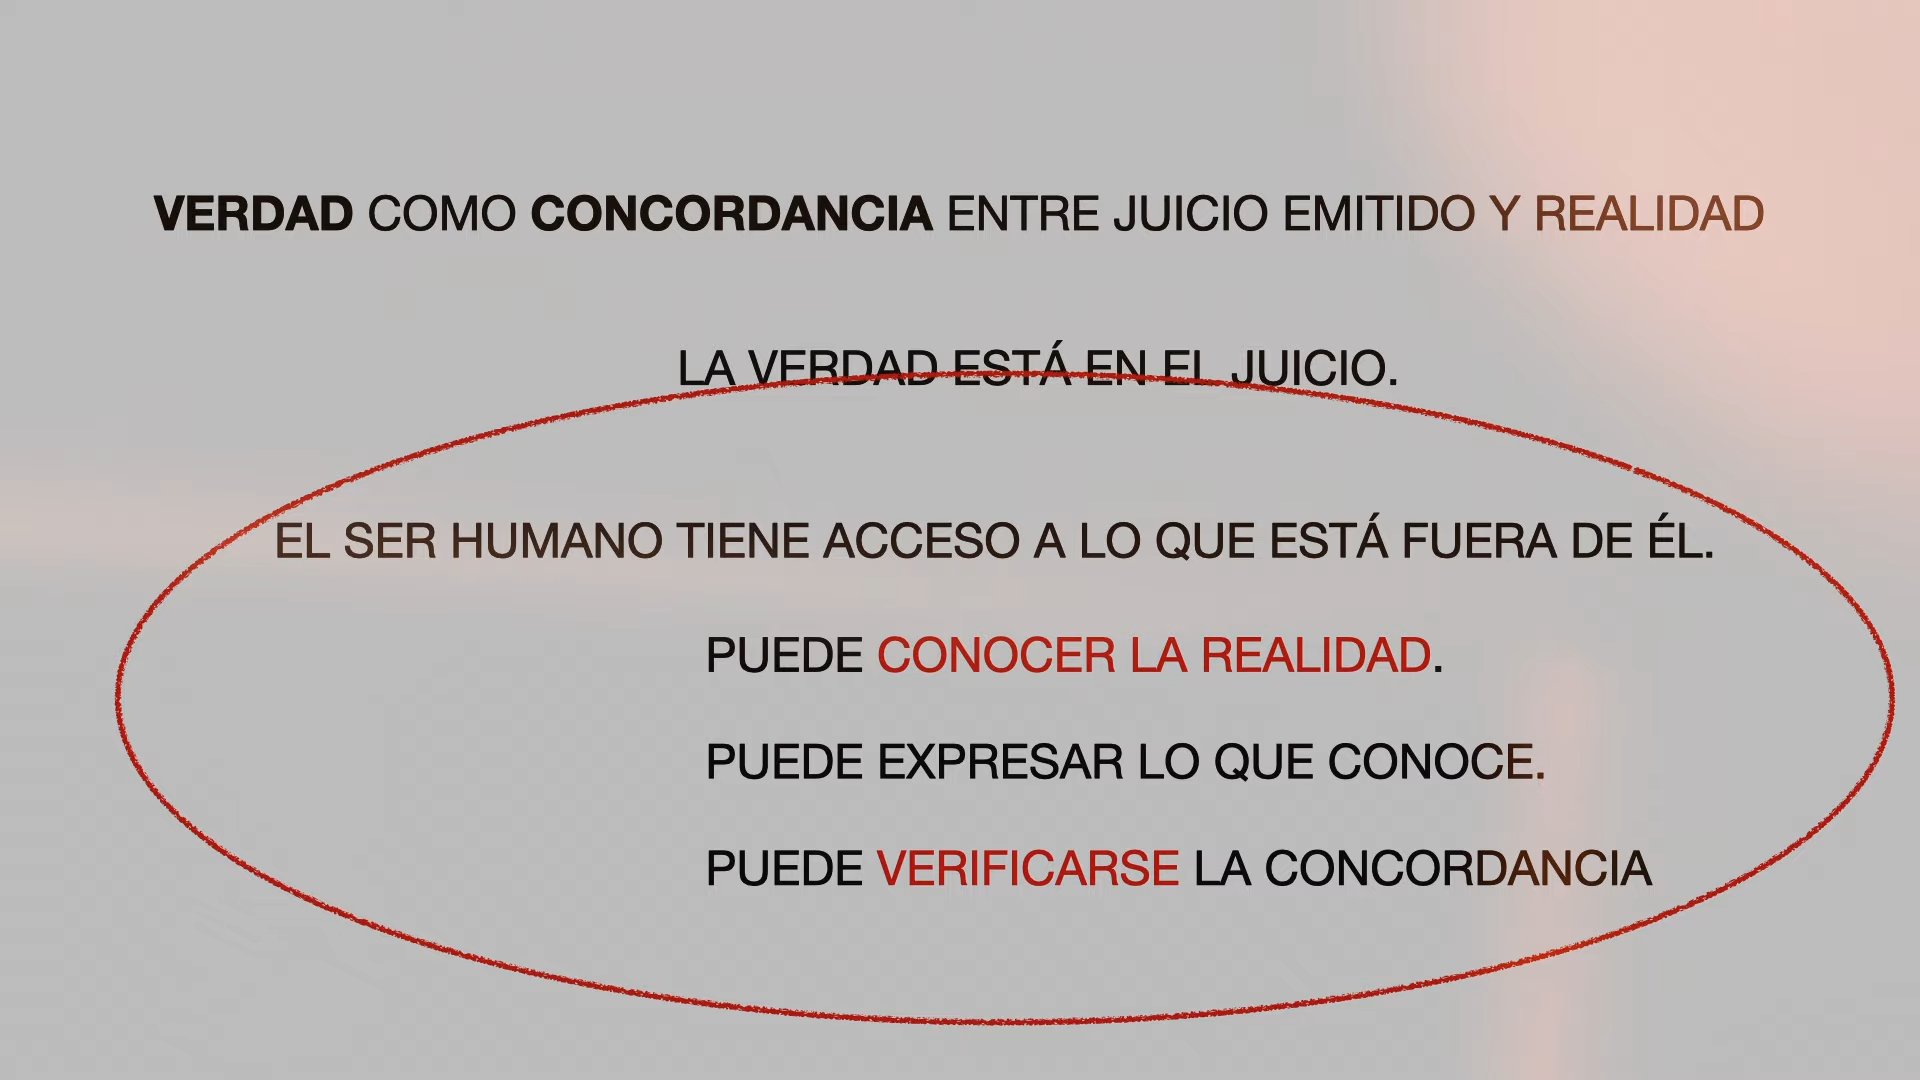 VERDAD COMO CONCORDANCIA ENTRE JUICIO EMITIDO Y REALIDAD
LA VERDAD ESTÁ EN EL JUICIO.
EL SER HUMANO TIENE ACCESO A LO QUE ESTÁ FUERA DE ÉL.
PUEDE CONOCER LA REALIDAD.
PUEDE EXPRESAR LO QUE CONOCE.
PUEDE VERIFICARSE LA CONCORDANCIA